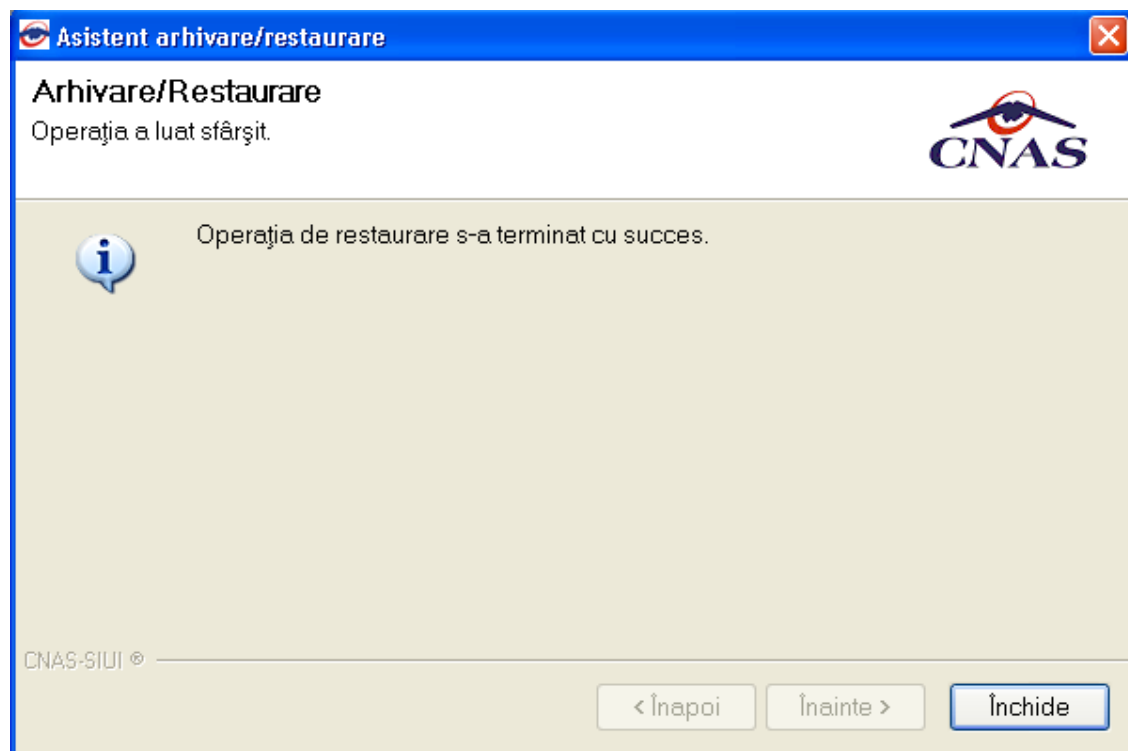 Asistent arhivare/restaurare
Arhivare/Restaurare
Operaţia a luat sfârşit.
CNAS
Operaţia de restaurare s-a terminat cu succes.
CNAS-SIUI ®
< Înapoi
Înainte >
Închide